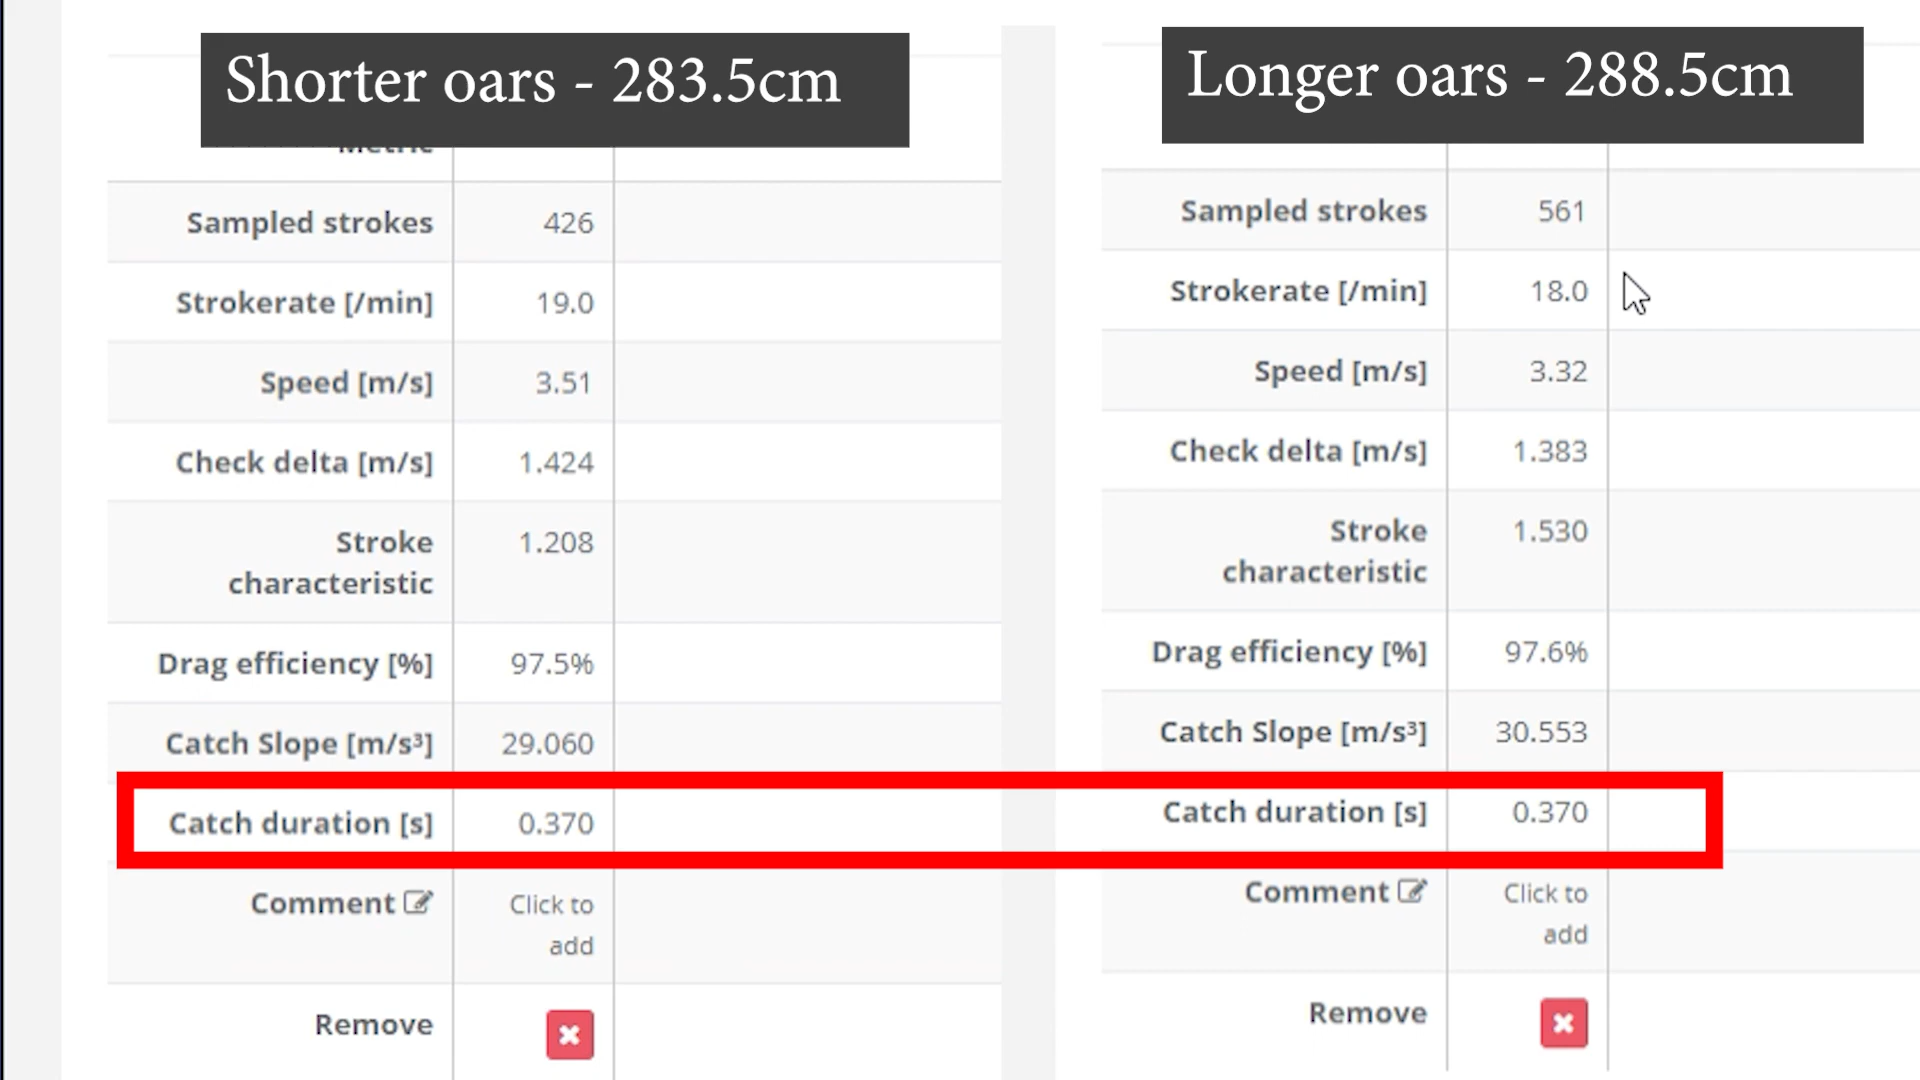 Shorter oars - 283.5cm
Metric
Sampled strokes 426
Strokerate [/min] 19.0
Speed [m/s] 3.51
Check delta [m/s] 1.424
Stroke 1.208
characteristic
Drag efficiency [%] 97.5%
Catch Slope [m/s³] 29.060
Catch duration [s] 0.370
Comment Click to
add
Remove
Longer oars - 288.5cm
Sampled strokes 561
Strokerate [/min] 18.0
Speed [m/s] 3.32
Check delta [m/s] 1.383
Stroke 1.530
characteristic
Drag efficiency [%] 97.6%
Catch Slope [m/s³] 30.553
Catch duration [s] 0.370
Comment Click to
add
Remove